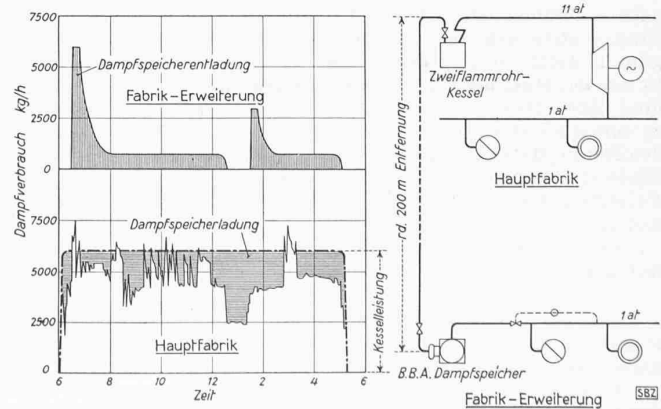 Dampfverbrauch kg/h
7500
5000
2500
0
Dampfspeicherentladung
Fabrik-Erweiterung
7500
5000
2500
0
Dampfspeicherladung
Hauptfabrik
Kesselleistung
6 8 10 12 2 4 6
Zeit
rd. 200 m Entfernung
11 at
Zweiflammrohr-
Kessel
~
1 at
Hauptfabrik
1 at
B.B.A. Dampfspeicher
Fabrik-Erweiterung
SBZ